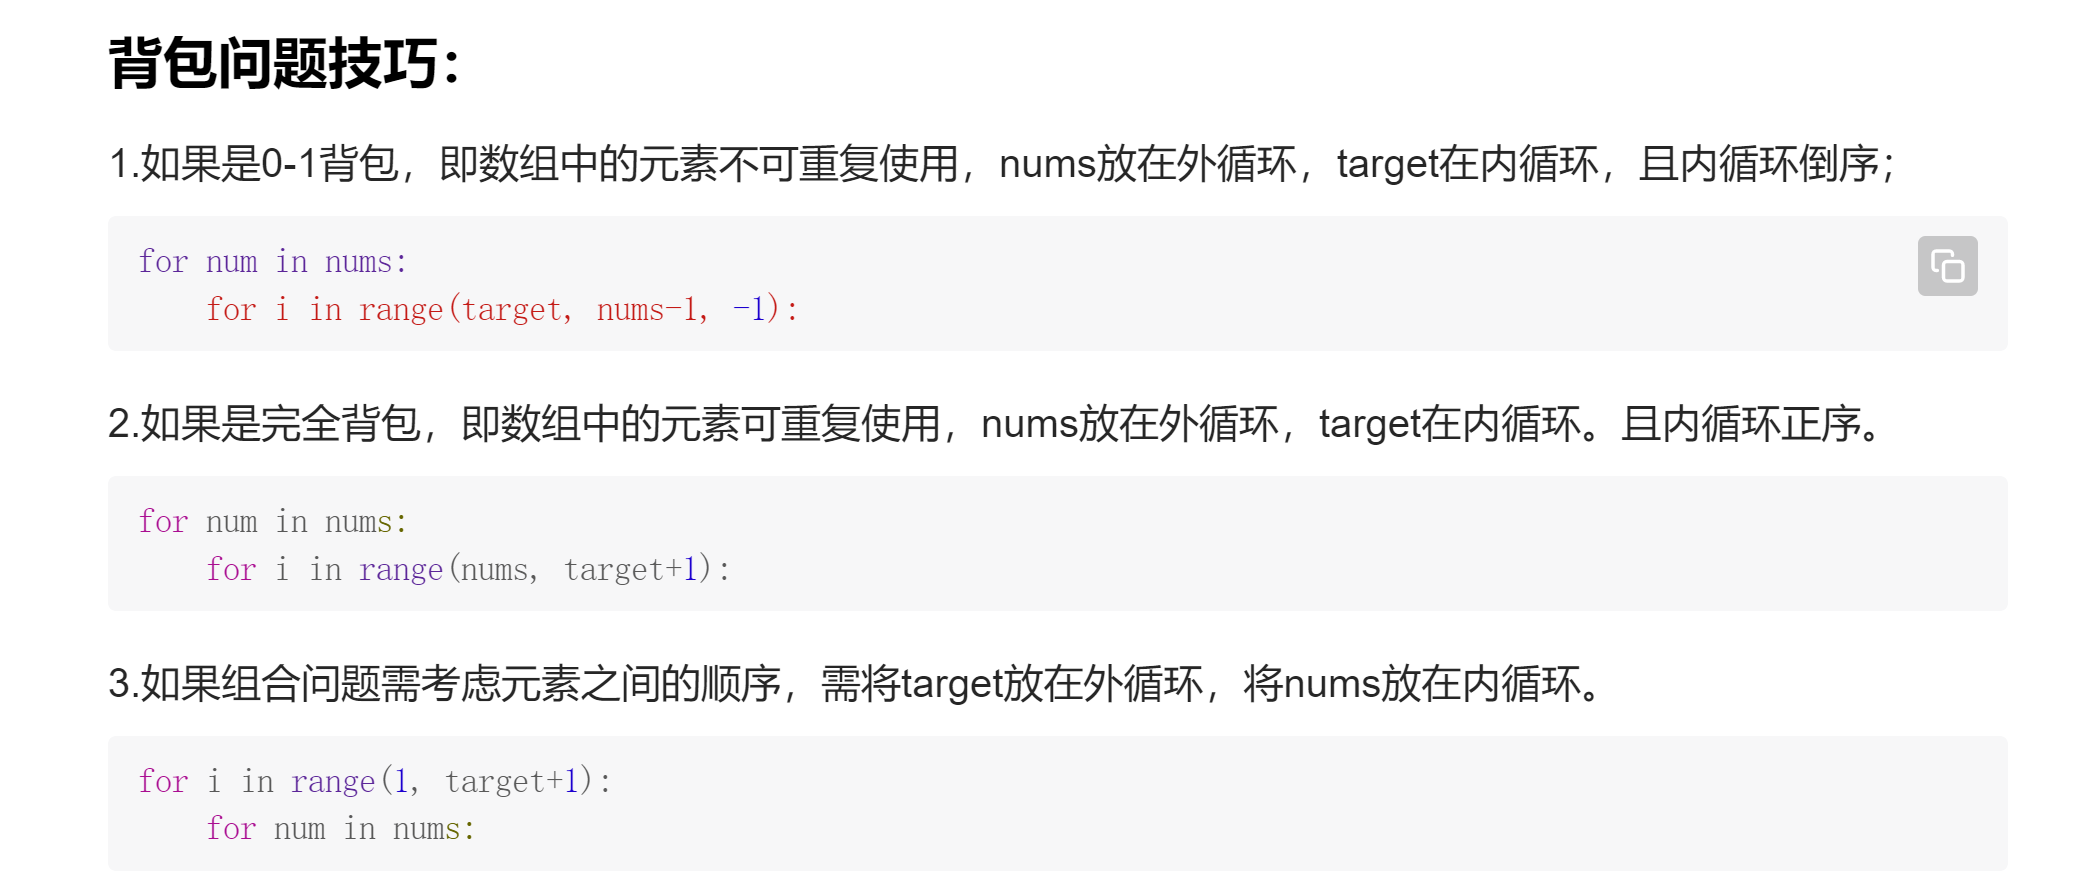 背包问题技巧：
1.如果是0-1背包，即数组中的元素不可重复使用，nums放在外循环，target在内循环，且内循环倒序；
for num in nums:
    for i in range(target, nums-1, -1):
2.如果是完全背包，即数组中的元素可重复使用，nums放在外循环，target在内循环。且内循环正序。
for num in nums:
    for i in range(nums, target+1):
3.如果组合问题需考虑元素之间的顺序，需将target放在外循环，将nums放在内循环。
for i in range(1, target+1):
    for num in nums: